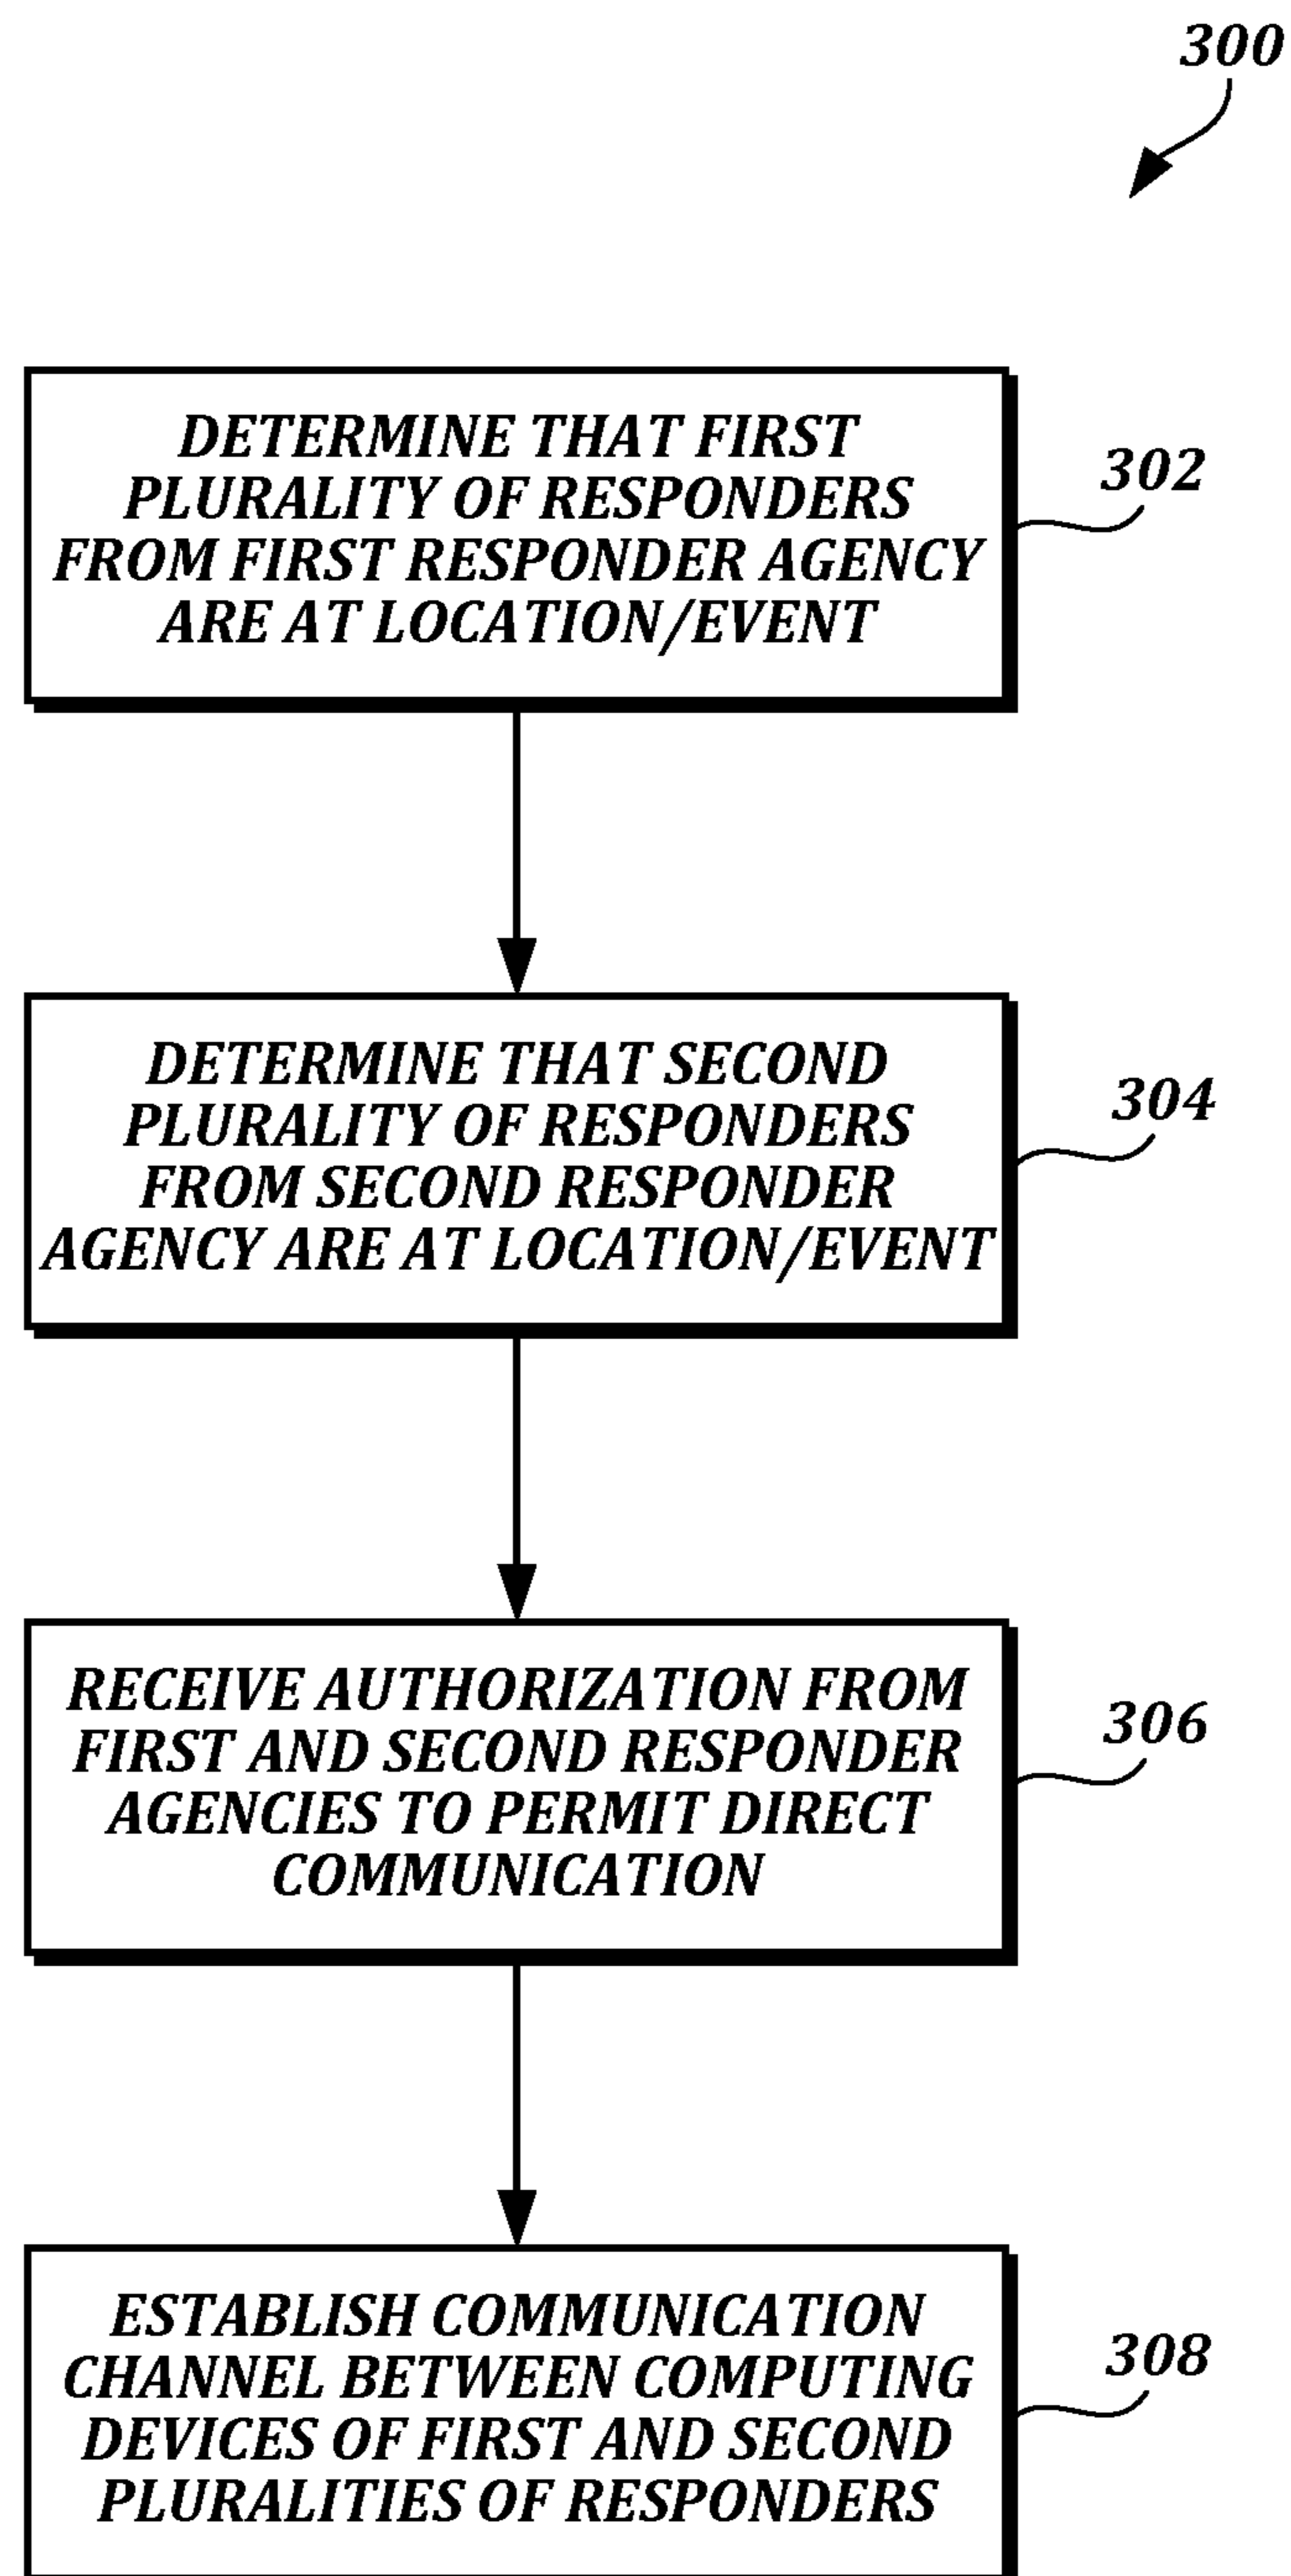 300
DETERMINE THAT FIRST
PLURALITY OF RESPONDERS
FROM FIRST RESPONDER AGENCY
ARE AT LOCATION/EVENT
302
DETERMINE THAT SECOND
PLURALITY OF RESPONDERS
FROM SECOND RESPONDER
AGENCY ARE AT LOCATION/EVENT
304
RECEIVE AUTHORIZATION FROM
FIRST AND SECOND RESPONDER
AGENCIES TO PERMIT DIRECT
COMMUNICATION
306
ESTABLISH COMMUNICATION
CHANNEL BETWEEN COMPUTING
DEVICES OF FIRST AND SECOND
PLURALITIES OF RESPONDERS
308